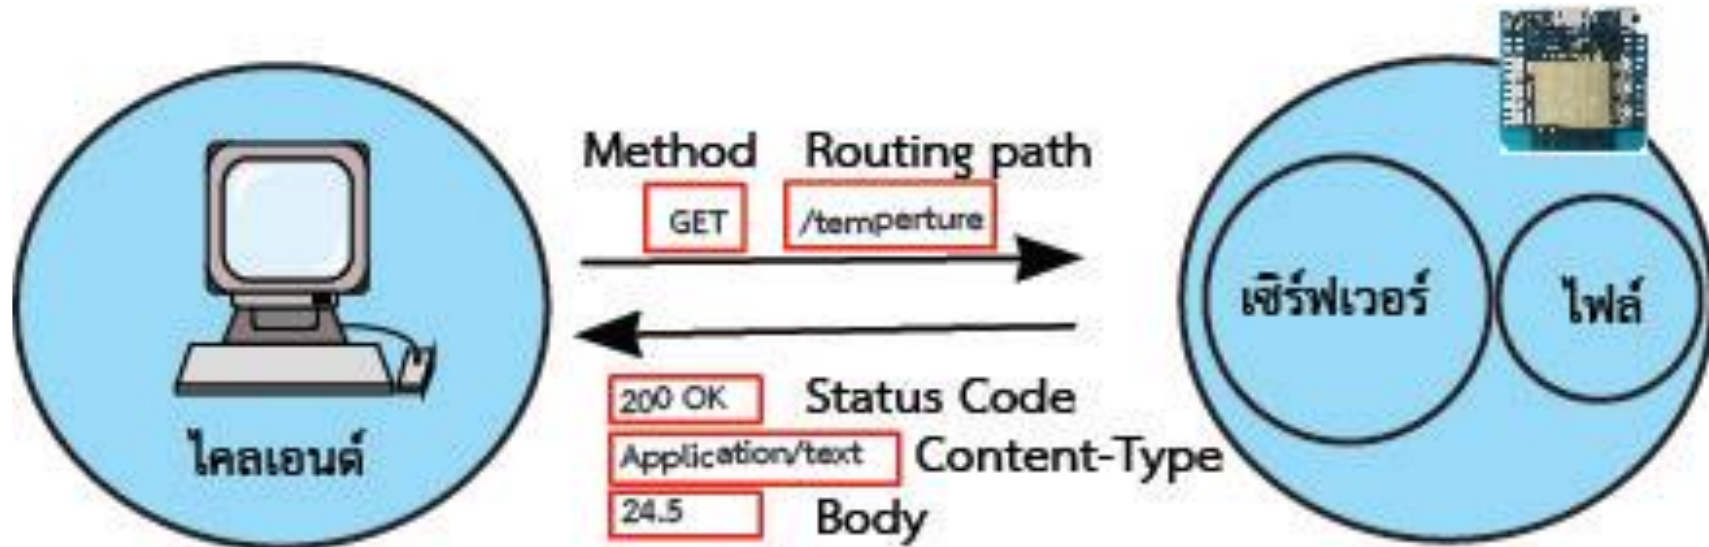 Method Routing path
GET /temperture
เซิร์ฟเวอร์ ไฟล์
200 OK Status Code
Application/text Content-Type
24.5 Body
ไคลเอนต์